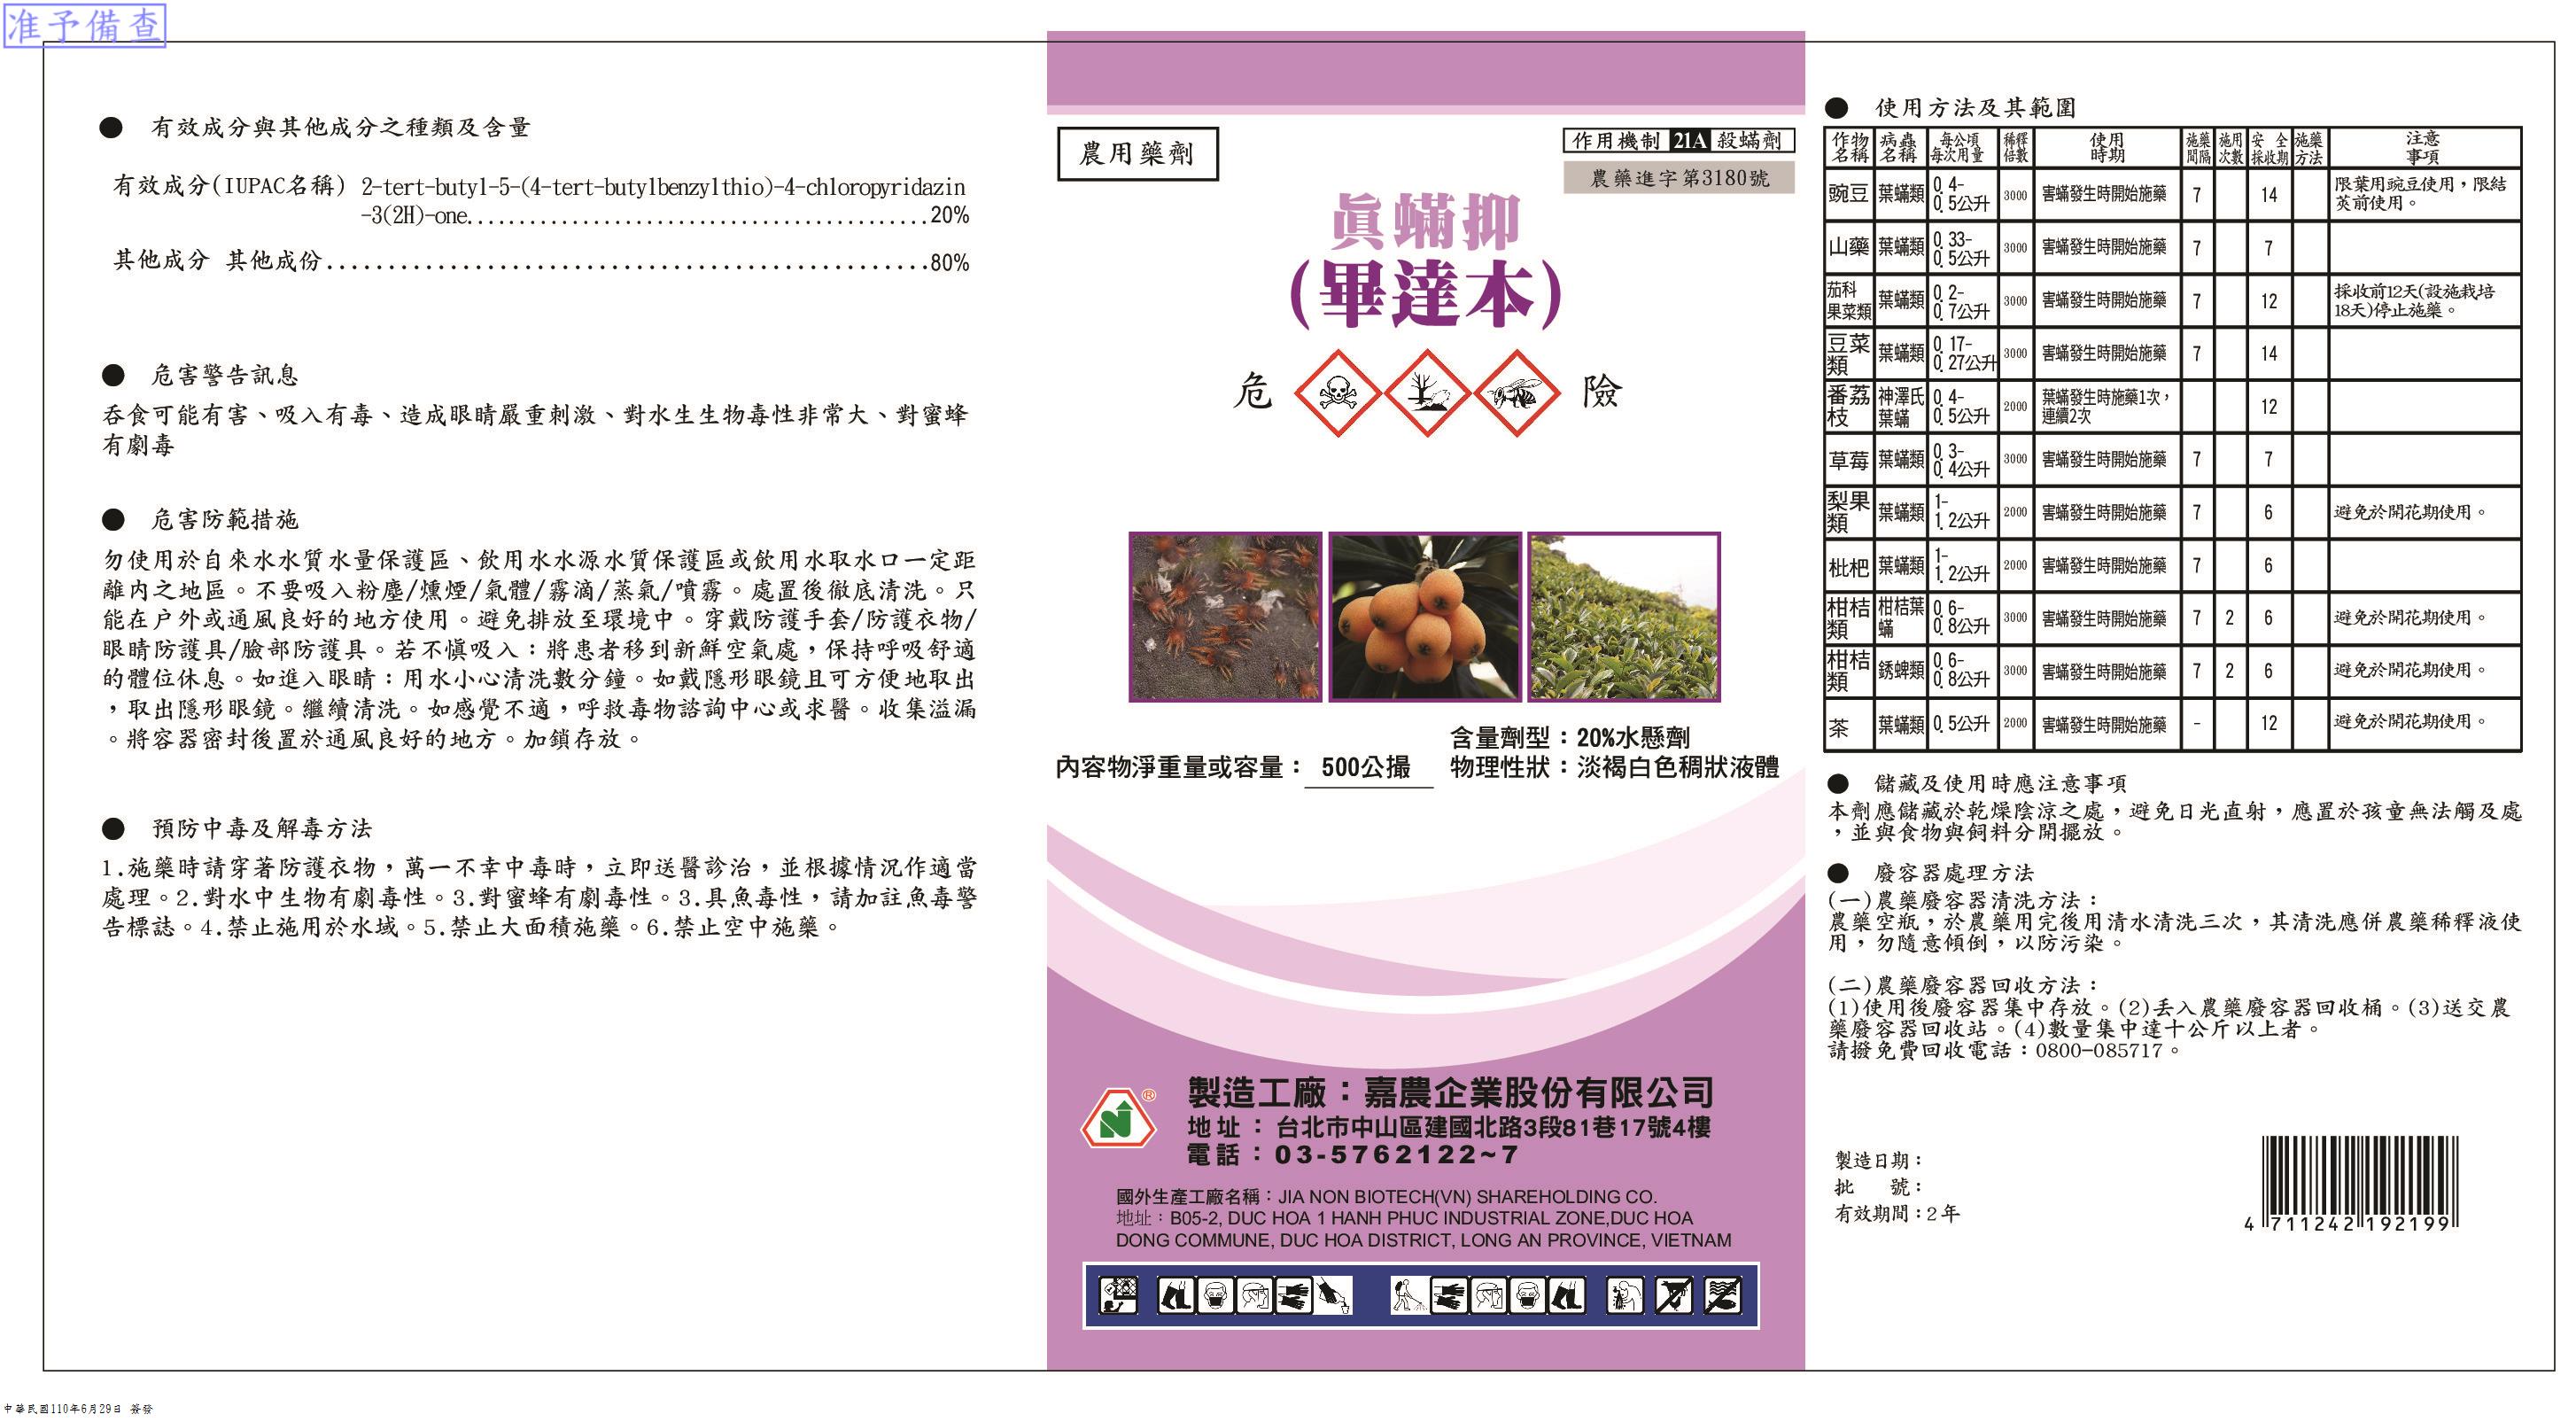 准予備查
● 有效成分與其他成分之種類及含量
有效成分(IUPAC名稱) 2-tert-butyl-5-(4-tert-butylbenzylthio)-4-chloropyridazin
-3(2H)-one..........................................20%
其他成分 其他成份.................................................80%
● 危害警告訊息
吞食可能有害、吸入有毒、造成眼睛嚴重刺激、對水生生物毒性非常大、對蜜蜂
有劇毒
● 危害防範措施
勿使用於自來水水質水量保護區、飲用水水源水質保護區或飲用水取水口一定距
離內之地區。不要吸入粉塵/燻煙/氣體/霧滴/蒸氣/噴霧。處置後徹底清洗。只
能在戶外或通風良好的地方使用。避免排放至環境中。穿戴防護手套/防護衣物/
眼睛防護具/臉部防護具。若不慎吸入：將患者移到新鮮空氣處，保持呼吸舒適
的體位休息。如進入眼睛：用水小心清洗數分鐘。如戴隱形眼鏡且可方便地取出
，取出隱形眼鏡。繼續清洗。如感覺不適，呼救毒物諮詢中心或求醫。收集溢漏
。將容器密封後置於通風良好的地方。加鎖存放。
● 預防中毒及解毒方法
1.施藥時請穿著防護衣物，萬一不幸中毒時，立即送醫診治，並根據情況作適當
處理。2.對水中生物有劇毒性。3.對蜜蜂有劇毒性。3.具魚毒性，請加註魚毒警
告標誌。4.禁止施用於水域。5.禁止大面積施藥。6.禁止空中施藥。
農用藥劑
作用機制 21A 殺蟎劑
農藥進字第3180號
眞蟎抑
(畢達本)
危 險
含量劑型：20%水懸劑
內容物淨重量或容量： 500公撮 物理性狀：淡褐白色稠狀液體
製造工廠：嘉農企業股份有限公司
地 址 ：台北市中山區建國北路3段81巷17號4樓
電 話 ：03-5762122~7
®
國外生產工廠名稱：JIA NON BIOTECH(VN) SHAREHOLDING CO.
地址：B05-2, DUC HOA 1 HANH PHUC INDUSTRIAL ZONE,DUC HOA
DONG COMMUNE, DUC HOA DISTRICT, LONG AN PROVINCE, VIETNAM
● 使用方法及其範圍
作物名稱 病蟲名稱 每公頃每次用量 稀釋倍數 使用時期 施藥間隔 施用次數 安全採收期 施藥方法 注意事項
豌豆 葉蟎類 0.4-0.5公升 3000 害蟎發生時開始施藥 7 14 限葉用豌豆使用，限結莢前使用。
山藥 葉蟎類 0.33-0.5公升 3000 害蟎發生時開始施藥 7 7
茄科果菜類 葉蟎類 0.2-0.7公升 3000 害蟎發生時開始施藥 7 12 採收前12天(設施栽培18天)停止施藥。
豆菜類 葉蟎類 0.17-0.27公升 3000 害蟎發生時開始施藥 7 14
番荔枝 神澤氏葉蟎 0.4-0.5公升 2000 葉蟎發生時施藥1次，連續2次 12
草莓 葉蟎類 0.3-0.4公升 3000 害蟎發生時開始施藥 7 7
梨果類 葉蟎類 1-1.2公升 2000 害蟎發生時開始施藥 7 6 避免於開花期使用。
枇杷 葉蟎類 1-1.2公升 2000 害蟎發生時開始施藥 7 6
柑桔類 柑桔葉蟎 0.6-0.8公升 3000 害蟎發生時開始施藥 7 2 6 避免於開花期使用。
柑桔類 銹蜱類 0.6-0.8公升 3000 害蟎發生時開始施藥 7 2 6 避免於開花期使用。
茶 葉蟎類 0.5公升 2000 害蟎發生時開始施藥 - 12 避免於開花期使用。
● 儲藏及使用時應注意事項
本劑應儲藏於乾燥陰涼之處，避免日光直射，應置於孩童無法觸及處
，並與食物與飼料分開擺放。
● 廢容器處理方法
(一)農藥廢容器清洗方法：
農藥空瓶，於農藥用完後用清水清洗三次，其清洗應併農藥稀釋液使
用，勿隨意傾倒，以防污染。
(二)農藥廢容器回收方法：
(1)使用後廢容器集中存放。(2)丢入農藥廢容器回收桶。(3)送交農
藥廢容器回收站。(4)數量集中達十公斤以上者。
請撥免費回收電話：0800-085717。
製造日期：
批 號：
有效期間：2年
4 711242 192199
中華民國110年6月29日 簽發